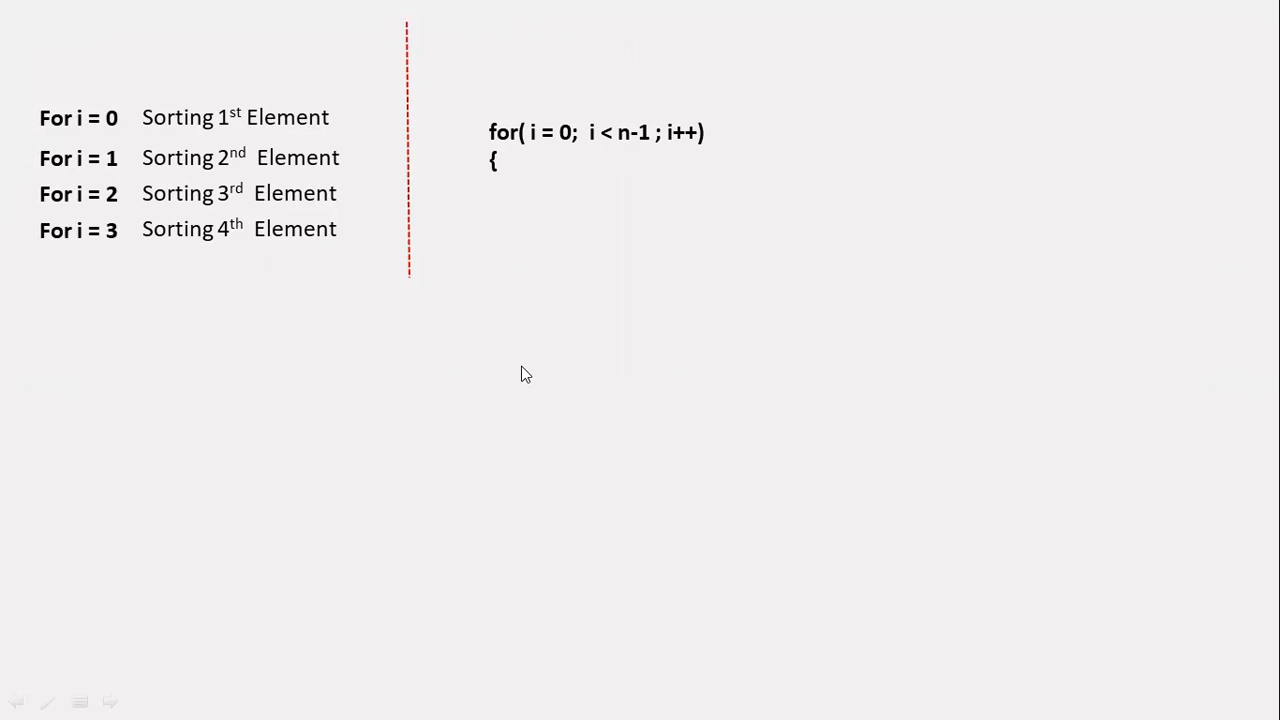 For i = 0 Sorting 1st Element
For i = 1 Sorting 2nd Element
For i = 2 Sorting 3rd Element
For i = 3 Sorting 4th Element
for( i = 0; i < n-1 ; i++)
{